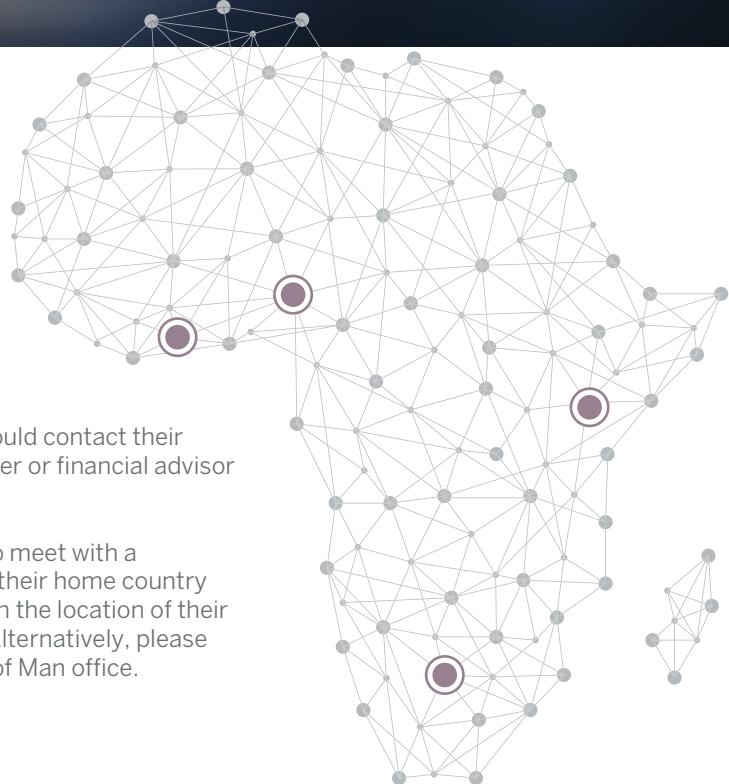 ould contact their
er or financial advisor
o meet with a
their home country
n the location of their
lternatively, please
of Man office.